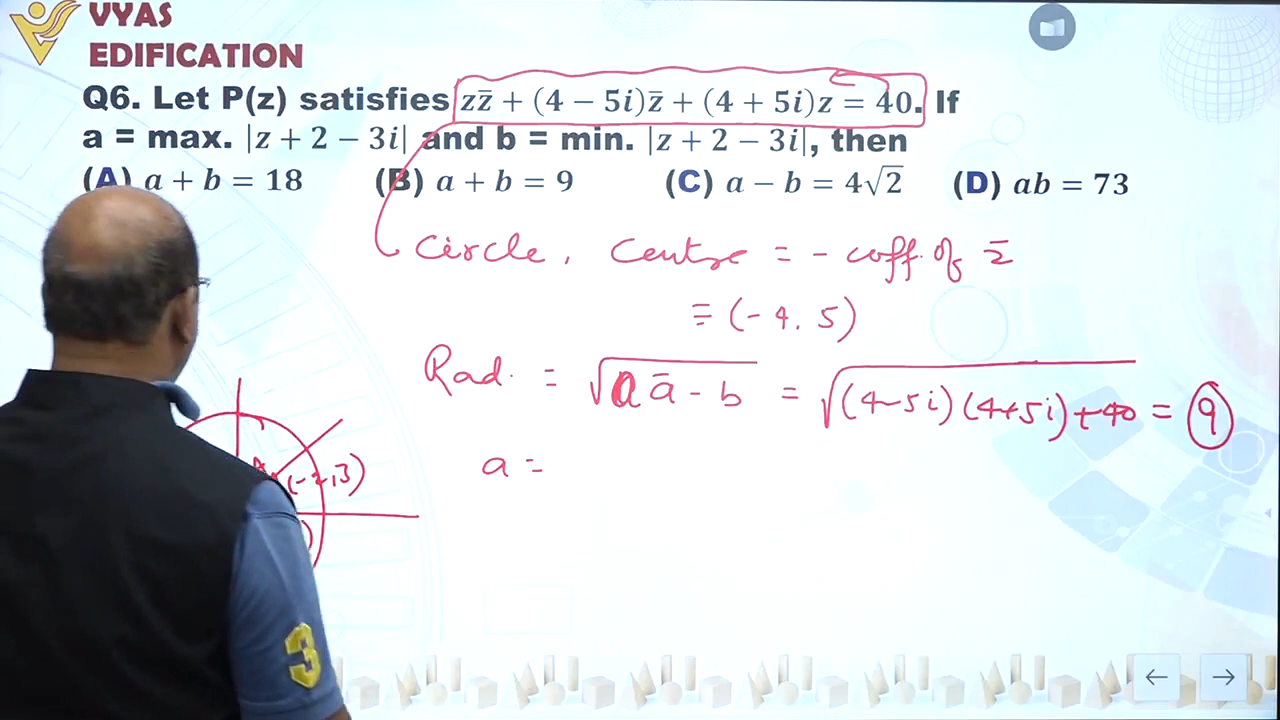 VYAS
EDIFICATION
Q6. Let P(z) satisfies zz̄ + (4 − 5i)z̄ + (4 + 5i)z = 40. If
a = max. |z + 2 − 3i| and b = min. |z + 2 − 3i|, then
(A) a + b = 18 (B) a + b = 9 (C) a − b = 4√2 (D) ab = 73
Circle, Centre = - coff. of z̄
≡ (-4, 5)
Rad. = √aā - b = √(4-5i)(4+5i)+40 = 9
a =
(-2,3)
3